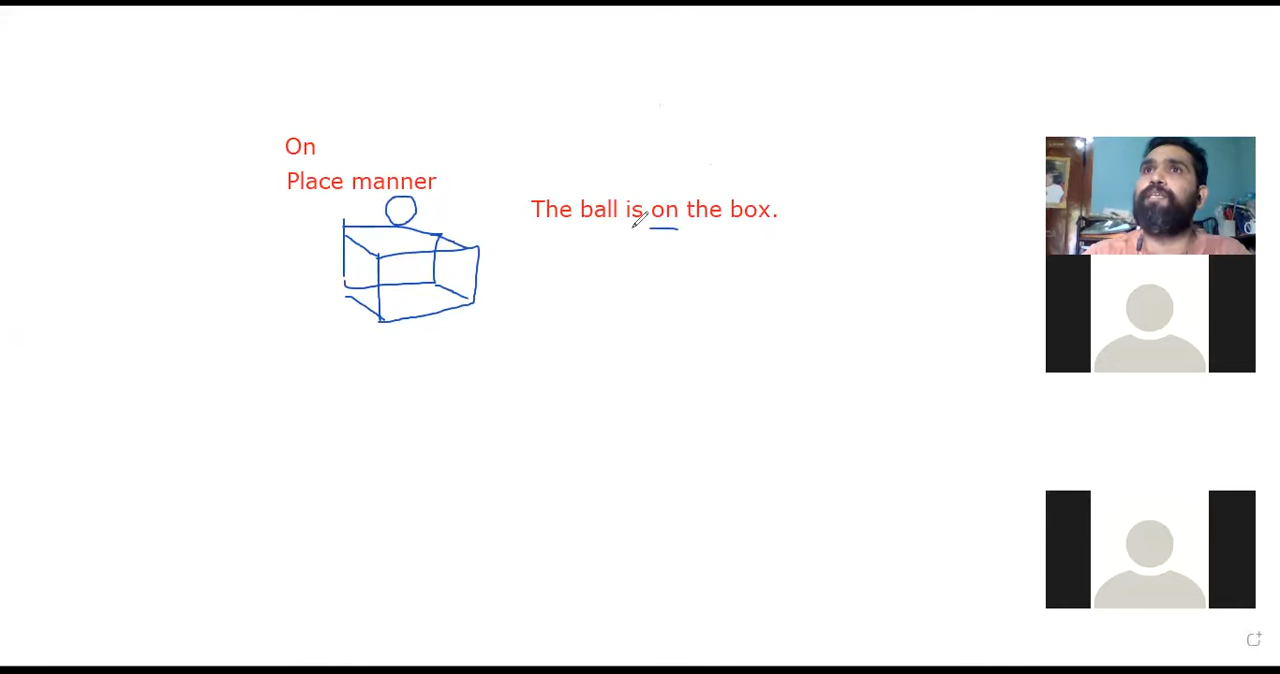 On
Place manner
The ball is on the box.